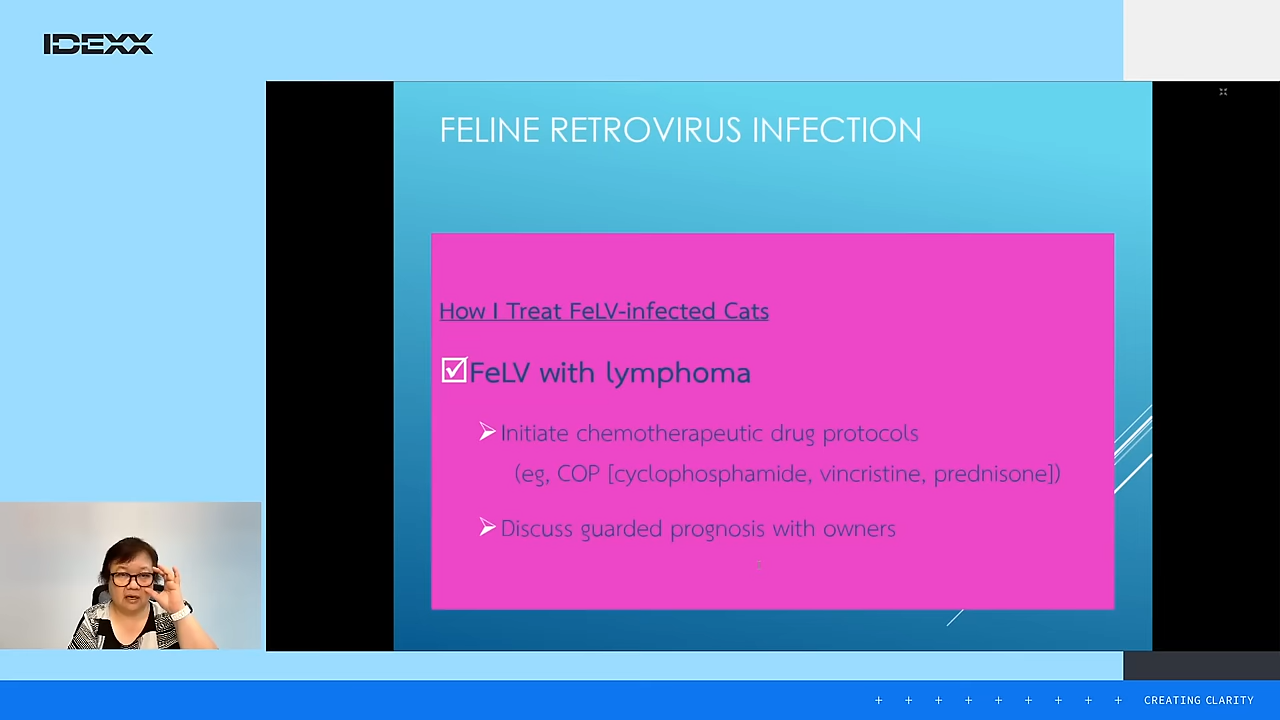 IDEXX
FELINE RETROVIRUS INFECTION
How I Treat FeLV-infected Cats
FeLV with lymphoma
Initiate chemotherapeutic drug protocols
(eg, COP [cyclophosphamide, vincristine, prednisone])
Discuss guarded prognosis with owners
CREATING CLARITY